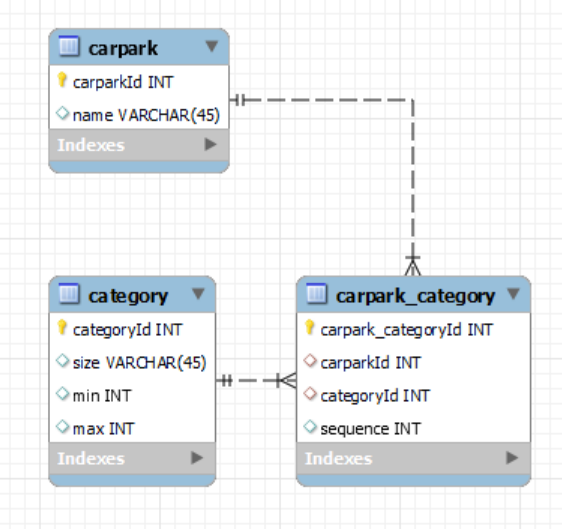 carpark
carparkId INT
name VARCHAR(45)
Indexes
category
categoryId INT
size VARCHAR(45)
min INT
max INT
Indexes
carpark_category
carpark_categoryId INT
carparkId INT
categoryId INT
sequence INT
Indexes